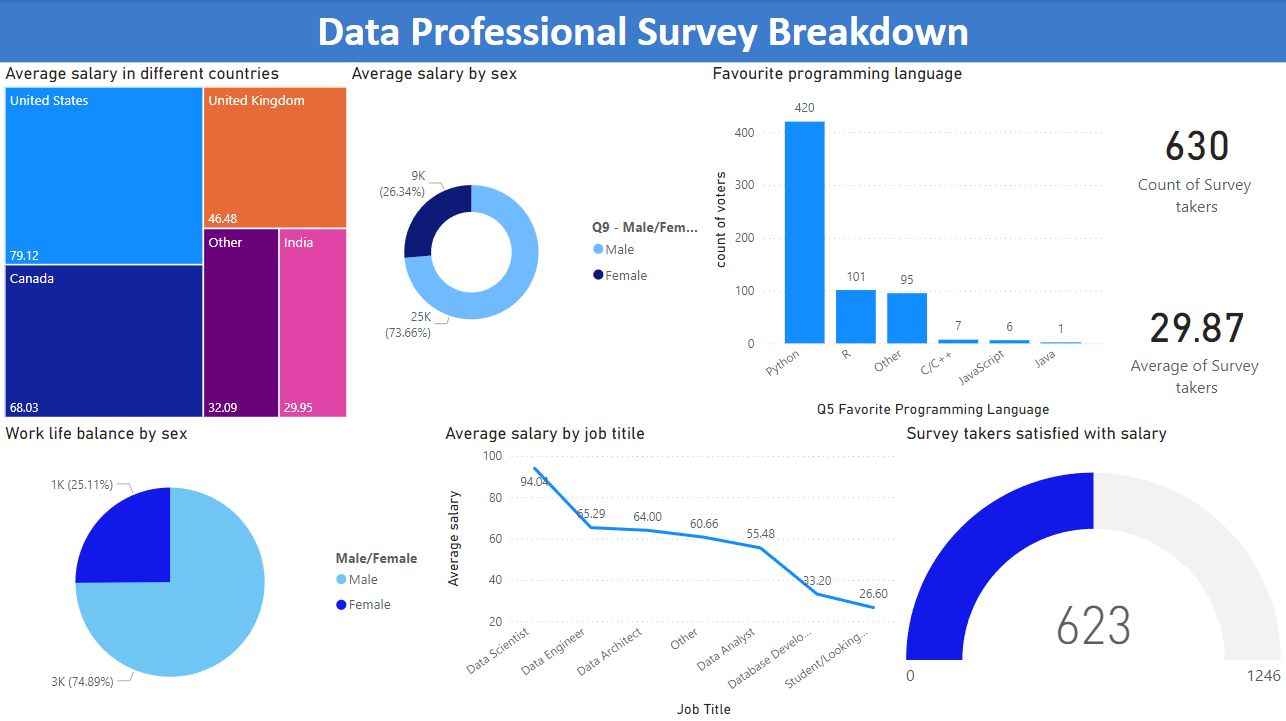 Data Professional Survey Breakdown
Average salary in different countries
United States
79.12
United Kingdom
46.48
Canada
68.03
Other
32.09
India
29.95
Average salary by sex
9K
(26.34%)
25K
(73.66%)
Q9 - Male/Fem...
Male
Female
Favourite programming language
count of voters
400
300
200
100
0
420
101
95
7
6
1
Python
R
Other
C/C++
JavaScript
Java
Q5 Favorite Programming Language
630
Count of Survey
takers
29.87
Average of Survey
takers
Work life balance by sex
1K (25.11%)
3K (74.89%)
Male/Female
Male
Female
Average salary by job titile
Average salary
100
80
60
40
20
94.04
65.29
64.00
60.66
55.48
33.20
26.60
Data Scientist
Data Engineer
Data Architect
Other
Data Analyst
Database Develo...
Student/Looking...
Job Title
Survey takers satisfied with salary
623
0
1246